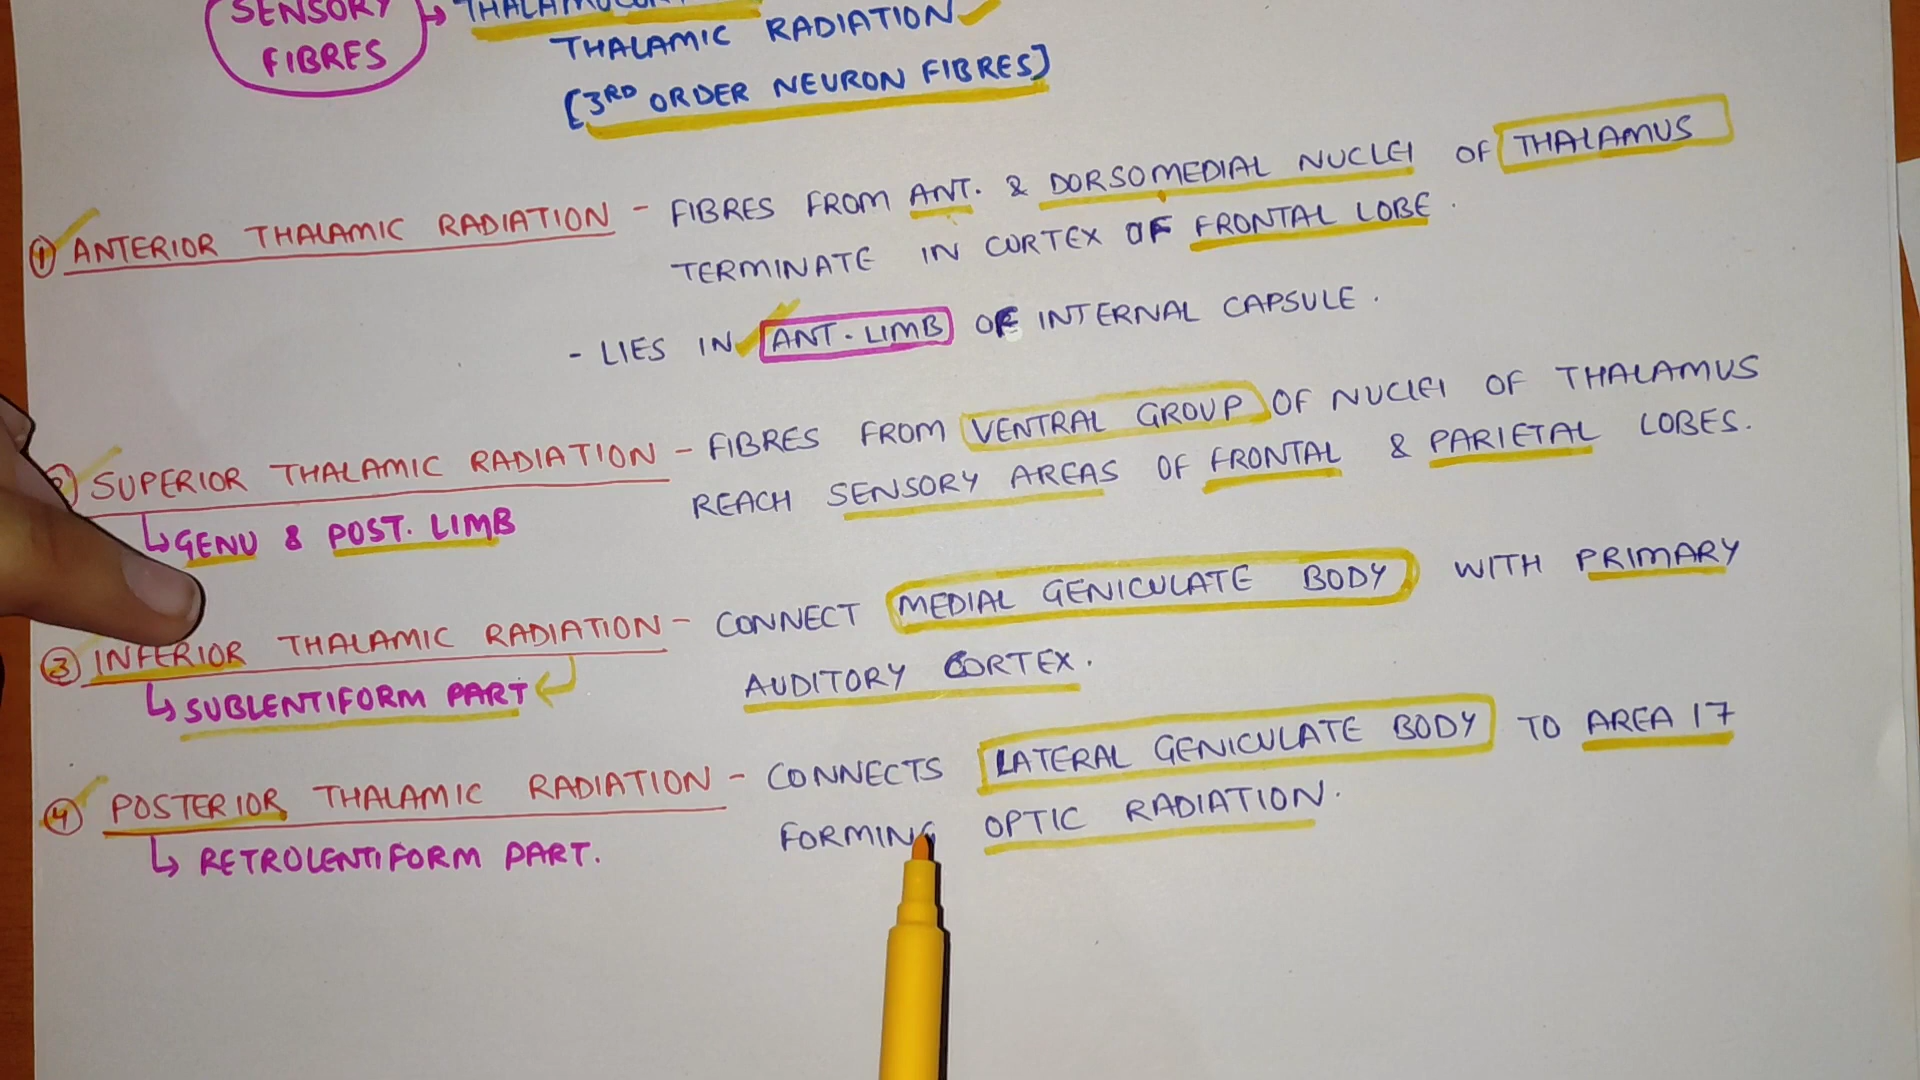 SENSORY
FIBRES
THALAMIC RADIATION
[3RD ORDER NEURON FIBRES]
① ANTERIOR THALAMIC RADIATION - FIBRES FROM ANT. & DORSOMEDIAL NUCLEI OF THALAMUS
TERMINATE IN CORTEX OF FRONTAL LOBE.
- LIES IN ANT. LIMB OF INTERNAL CAPSULE.
SUPERIOR THALAMIC RADIATION - FIBRES FROM VENTRAL GROUP OF NUCLEI OF THALAMUS
REACH SENSORY AREAS OF FRONTAL & PARIETAL LOBES.
↳ GENU & POST. LIMB
③ INFERIOR THALAMIC RADIATION - CONNECT MEDIAL GENICULATE BODY WITH PRIMARY
AUDITORY CORTEX.
↳ SUBLENTIFORM PART
④ POSTERIOR THALAMIC RADIATION - CONNECTS LATERAL GENICULATE BODY TO AREA 17
FORMING OPTIC RADIATION.
↳ RETROLENTIFORM PART.